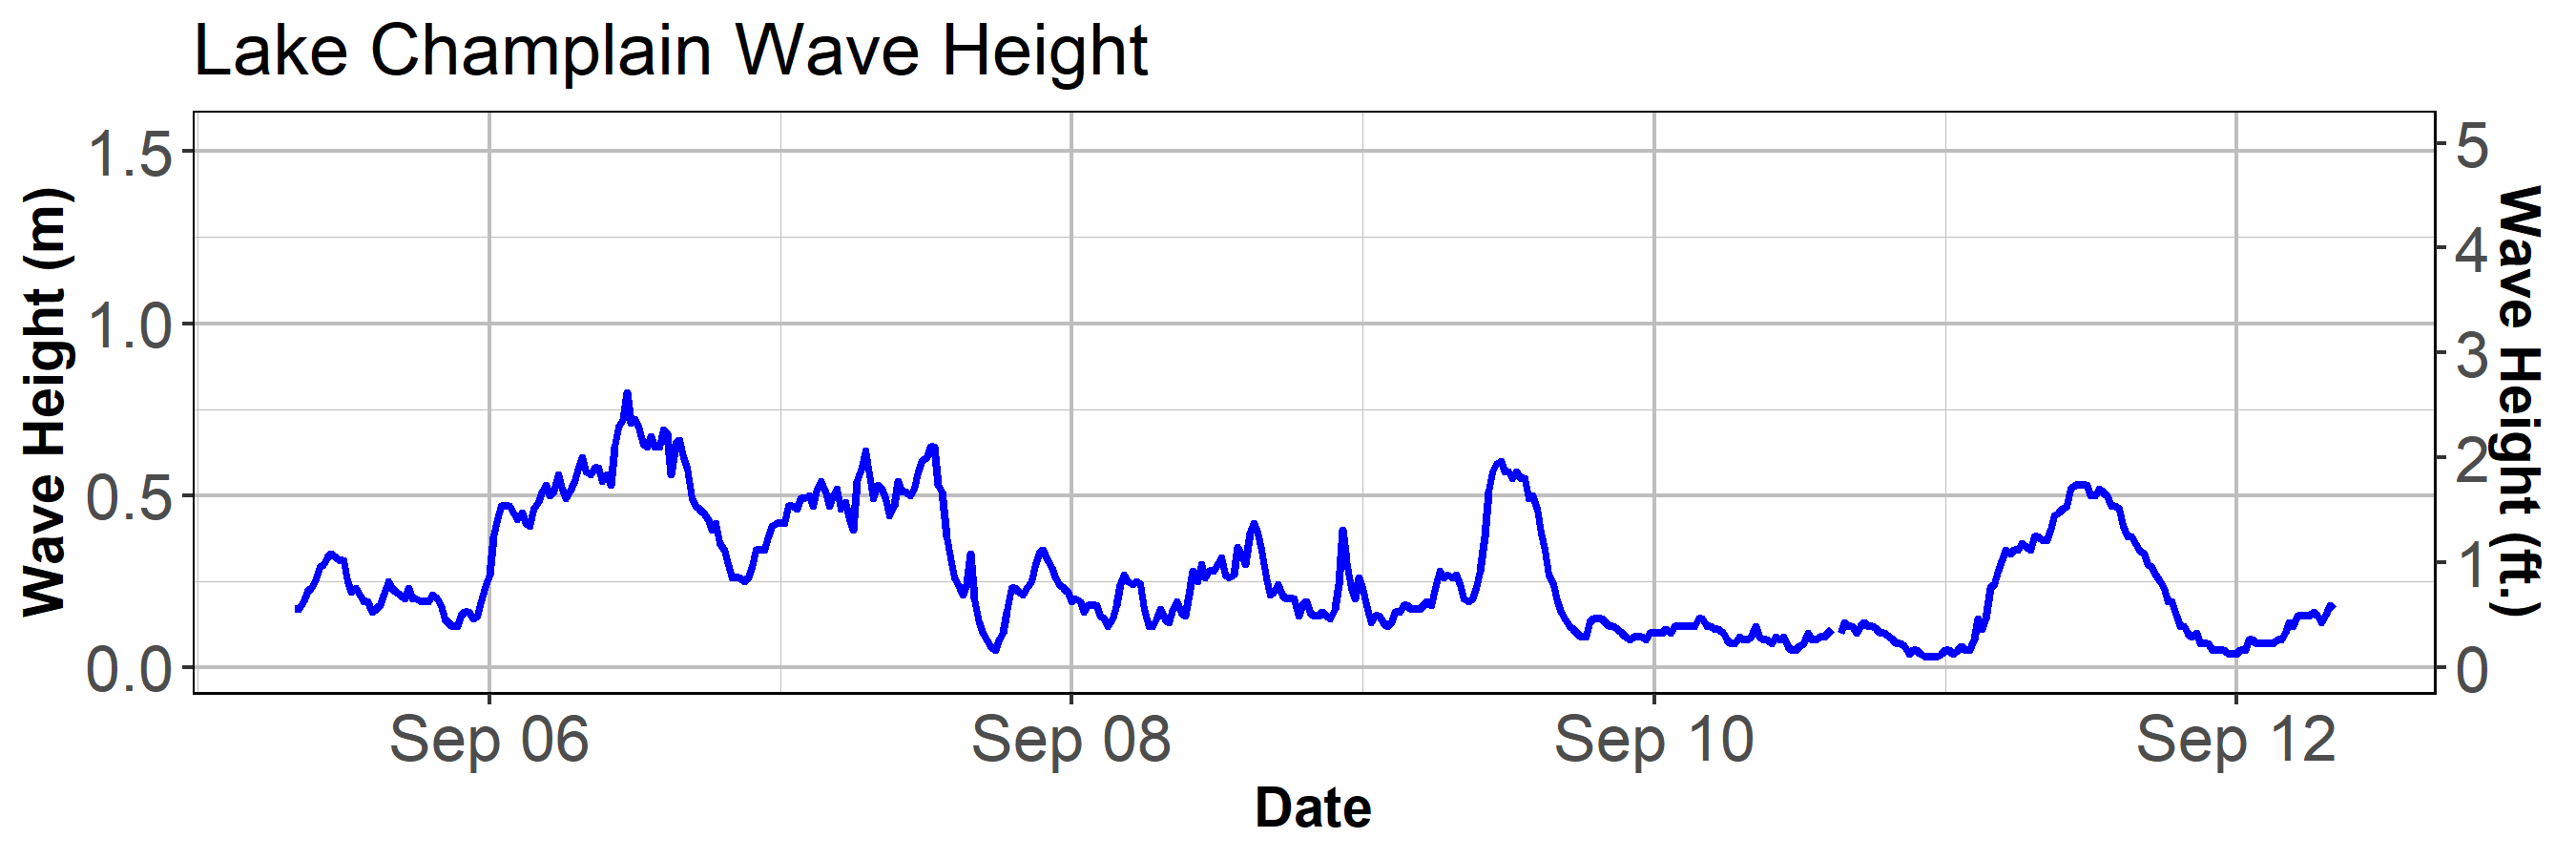 Lake Champlain Wave Height
Wave Height (m)
1.5
1.0
0.5
0.0
5
4
3
2
1
0
Wave Height (ft.)
Sep 06
Sep 08
Sep 10
Sep 12
Date